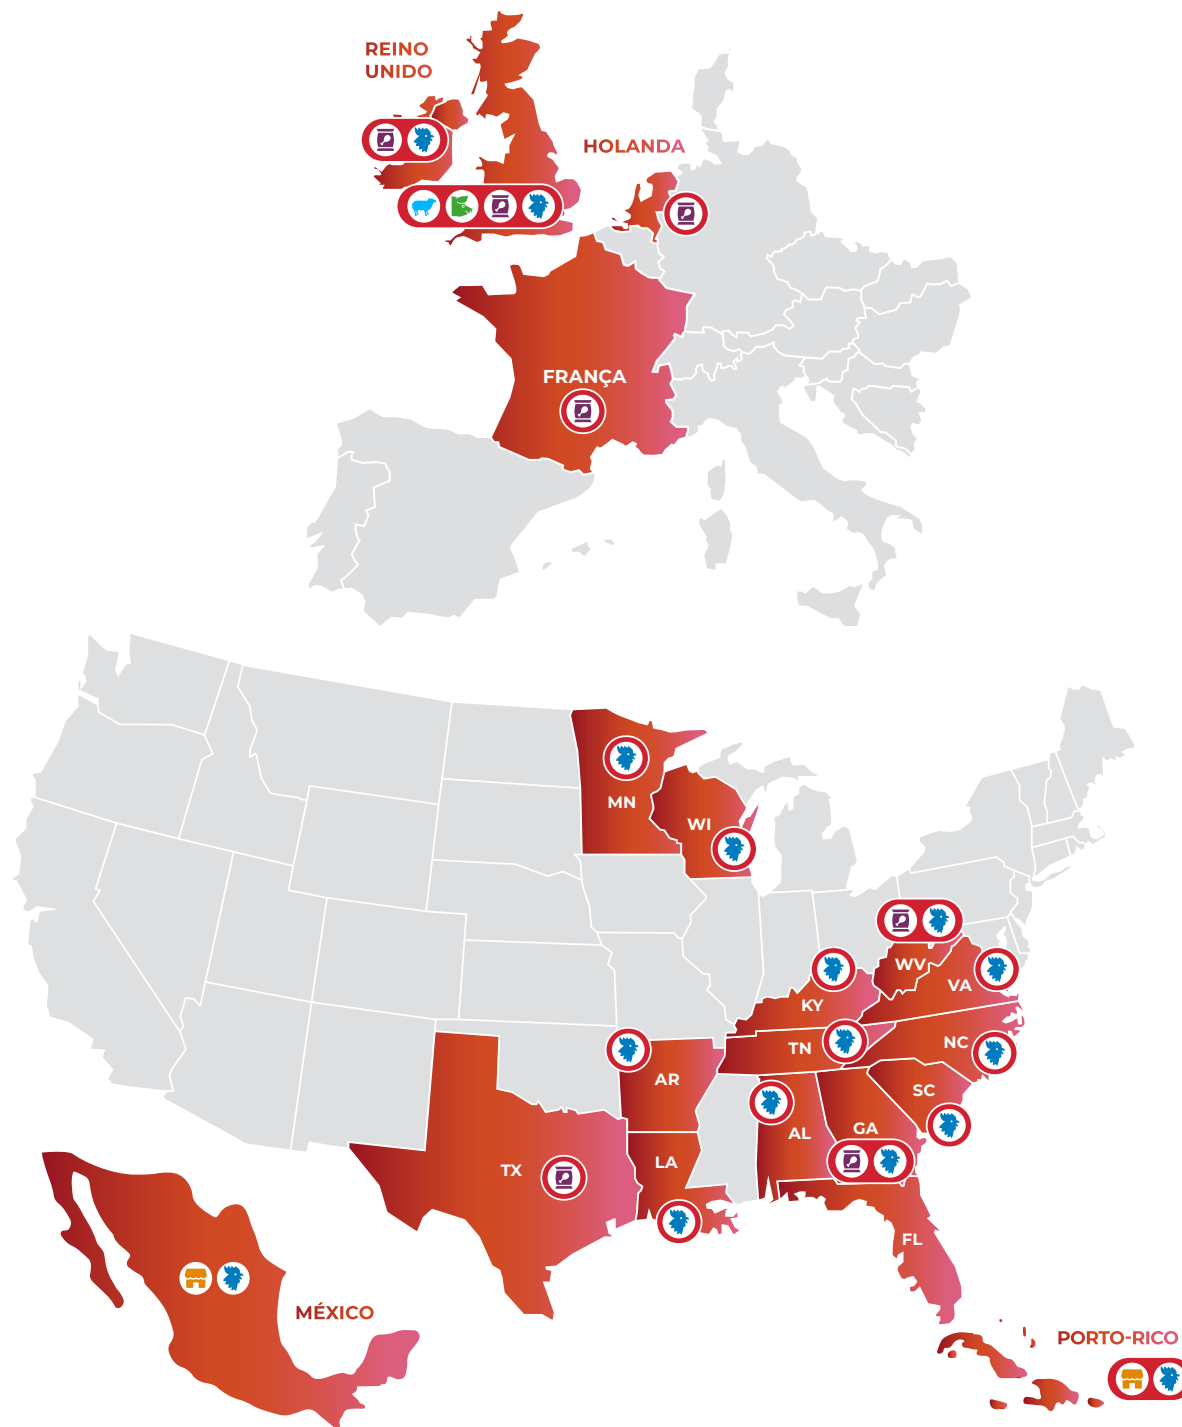 REINO
UNIDO
HOLANDA
FRANÇA
MN
WI
WV
VA
KY
NC
TN
AR
SC
AL
GA
LA
TX
FL
MÉXICO
PORTO-RICO